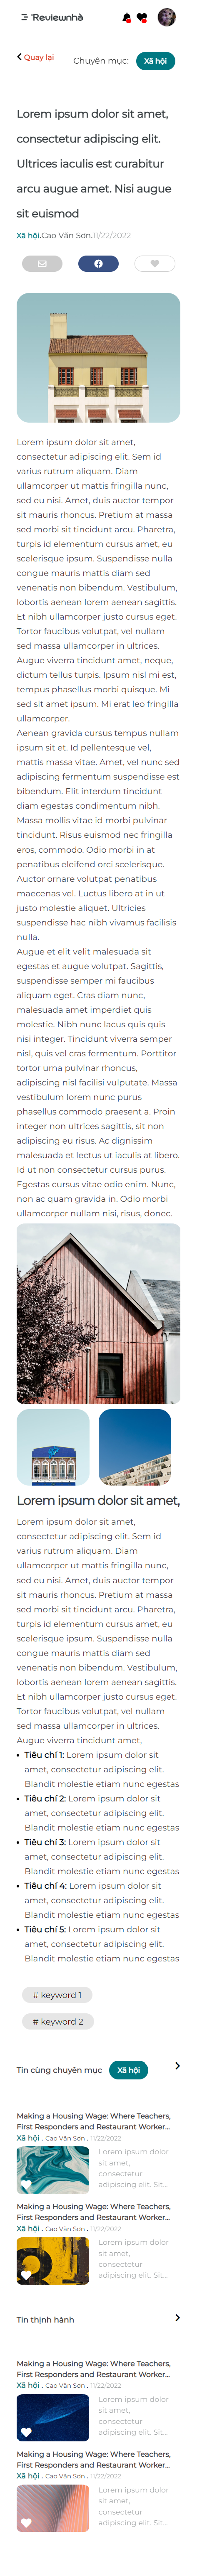 Reviewnhà
Quay lại
Chuyên mục:
Xã hội
Lorem ipsum dolor sit amet,
consectetur adipiscing elit.
Ultrices iaculis est curabitur
arcu augue amet. Nisi augue
sit euismod
Xã hội.Cao Văn Sơn.11/22/2022
Lorem ipsum dolor sit amet,
consectetur adipiscing elit. Sem id
varius rutrum aliquam. Diam
ullamcorper ut mattis fringilla nunc,
sed eu nisi. Amet, duis auctor tempor
sit mauris rhoncus. Pretium at massa
sed morbi sit tincidunt arcu. Pharetra,
turpis id elementum cursus amet, eu
scelerisque ipsum. Suspendisse nulla
congue mauris mattis diam sed
venenatis non bibendum. Vestibulum,
lobortis aenean lorem aenean sagittis.
Et nibh ullamcorper justo cursus eget.
Tortor faucibus volutpat, vel nullam
sed massa ullamcorper in ultrices.
Augue viverra tincidunt amet, neque,
dictum tellus turpis. Ipsum nisl mi est,
tempus phasellus morbi quisque. Mi
sed sit amet ipsum. Mi erat leo fringilla
ullamcorper.
Aenean gravida cursus tempus nullam
ipsum sit et. Id pellentesque vel,
mattis massa vitae. Amet, vel nunc sed
adipiscing fermentum suspendisse est
bibendum. Elit interdum tincidunt
diam egestas condimentum nibh.
Massa mollis vitae id morbi pulvinar
tincidunt. Risus euismod nec fringilla
eros, commodo. Odio morbi in at
penatibus eleifend orci scelerisque.
Auctor ornare volutpat penatibus
maecenas vel. Luctus libero at in ut
justo molestie aliquet. Ultricies
suspendisse hac nibh vivamus facilisis
nulla.
Augue et elit velit malesuada sit
egestas et augue volutpat. Sagittis,
suspendisse semper mi faucibus
aliquam eget. Cras diam nunc,
malesuada amet imperdiet quis
molestie. Nibh nunc lacus quis quis
nisi integer. Tincidunt viverra semper
nisl, quis vel cras fermentum. Porttitor
tortor urna pulvinar rhoncus,
adipiscing nisl facilisi vulputate. Massa
vestibulum lorem nunc purus
phasellus commodo praesent a. Proin
integer non ultrices sagittis, sit non
adipiscing eu risus. Ac dignissim
malesuada et lectus ut iaculis at libero.
Id ut non consectetur cursus purus.
Egestas cursus vitae odio enim. Nunc,
non ac quam gravida in. Odio morbi
ullamcorper nullam nisi, risus, donec.
Lorem ipsum dolor sit amet,
Lorem ipsum dolor sit amet,
consectetur adipiscing elit. Sem id
varius rutrum aliquam. Diam
ullamcorper ut mattis fringilla nunc,
sed eu nisi. Amet, duis auctor tempor
sit mauris rhoncus. Pretium at massa
sed morbi sit tincidunt arcu. Pharetra,
turpis id elementum cursus amet, eu
scelerisque ipsum. Suspendisse nulla
congue mauris mattis diam sed
venenatis non bibendum. Vestibulum,
lobortis aenean lorem aenean sagittis.
Et nibh ullamcorper justo cursus eget.
Tortor faucibus volutpat, vel nullam
sed massa ullamcorper in ultrices.
Augue viverra tincidunt amet,
• Tiêu chí 1: Lorem ipsum dolor sit
amet, consectetur adipiscing elit.
Blandit molestie etiam nunc egestas
• Tiêu chí 2: Lorem ipsum dolor sit
amet, consectetur adipiscing elit.
Blandit molestie etiam nunc egestas
• Tiêu chí 3: Lorem ipsum dolor sit
amet, consectetur adipiscing elit.
Blandit molestie etiam nunc egestas
• Tiêu chí 4: Lorem ipsum dolor sit
amet, consectetur adipiscing elit.
Blandit molestie etiam nunc egestas
• Tiêu chí 5: Lorem ipsum dolor sit
amet, consectetur adipiscing elit.
Blandit molestie etiam nunc egestas
# keyword 1
# keyword 2
Tin cùng chuyên mục
Xã hội
Making a Housing Wage: Where Teachers,
First Responders and Restaurant Worker...
Xã hội . Cao Văn Sơn . 11/22/2022
Lorem ipsum dolor
sit amet,
consectetur
adipiscing elit. Sit...
Making a Housing Wage: Where Teachers,
First Responders and Restaurant Worker...
Xã hội . Cao Văn Sơn . 11/22/2022
Lorem ipsum dolor
sit amet,
consectetur
adipiscing elit. Sit...
Tin thịnh hành
Making a Housing Wage: Where Teachers,
First Responders and Restaurant Worker...
Xã hội . Cao Văn Sơn . 11/22/2022
Lorem ipsum dolor
sit amet,
consectetur
adipiscing elit. Sit...
Making a Housing Wage: Where Teachers,
First Responders and Restaurant Worker...
Xã hội . Cao Văn Sơn . 11/22/2022
Lorem ipsum dolor
sit amet,
consectetur
adipiscing elit. Sit...